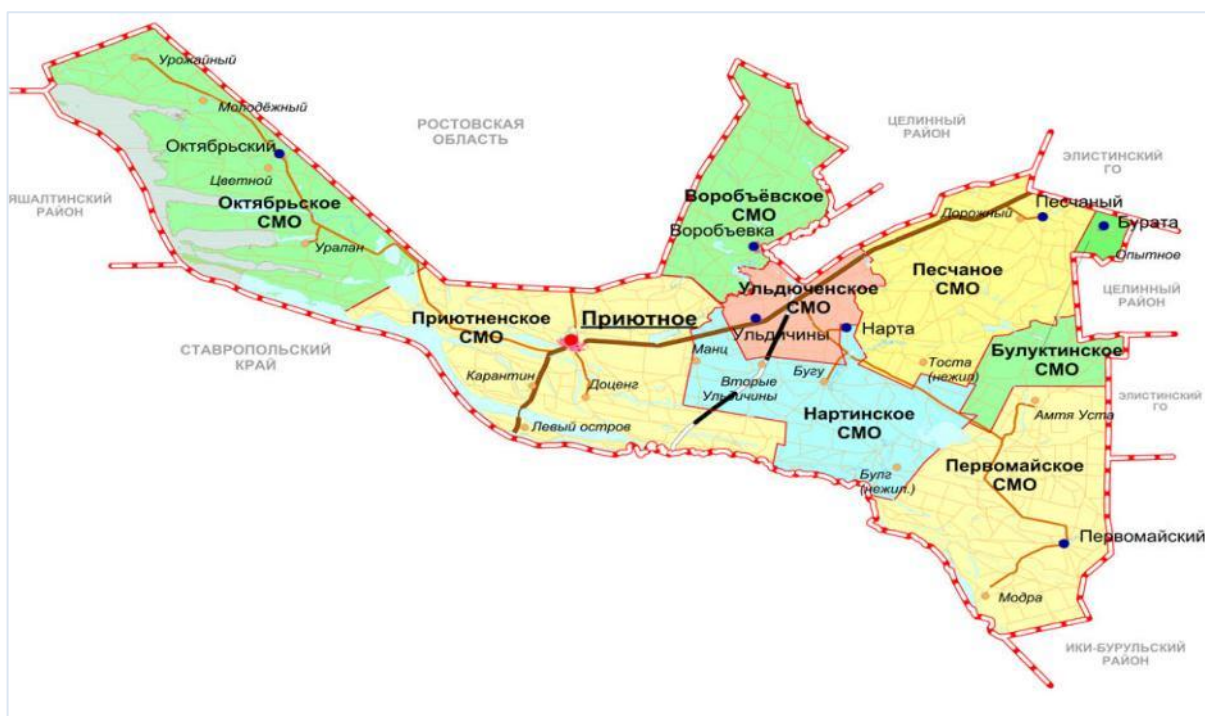 Урожайный
Молодёжный
РОСТОВСКАЯ
ОБЛАСТЬ
ЦЕЛИННЫЙ
РАЙОН
ЭЛИСТИНСКИЙ
ГО
Октябрьский
Цветной
ЯШАЛТИНСКИЙ
РАЙОН
Октябрьское
СМО
Уралан
Воробъёвское
СМО
Воробъевка
Дорожный
Песчаный
Бурата
Опытное
Песчаное
СМО
ЦЕЛИННЫЙ
РАЙОН
Ульдюченское
СМО
Ульдичины
Нарта
Приютненское
СМО
Приютное
СТАВРОПОЛЬСКИЙ
КРАЙ
Манц
Карантин
Доценг
Левый остров
Вторые
Ульдичины
Бугу
Тоста
(нежил)
Булуктинское
СМО
ЭЛИСТИНСКИЙ
ГО
Амтя Уста
Нартинское
СМО
Булг
(нежил.)
Первомайское
СМО
Первомайский
Модра
ИКИ-БУРУЛЬСКИЙ
РАЙОН